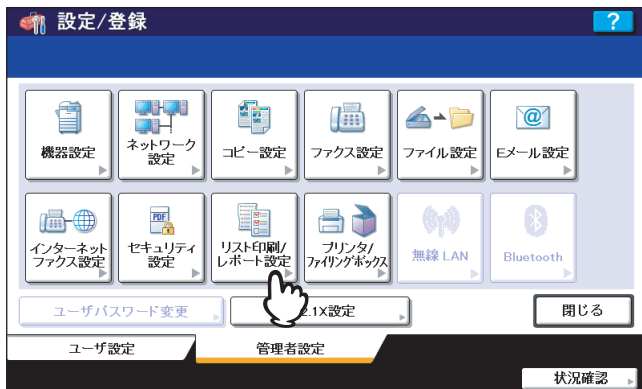 設定/登録
?
機器設定
ネットワーク
設定
コピー設定
ファクス設定
ファイル設定
Eメール設定
@
PDF
インターネット
ファクス設定
セキュリティ
設定
リスト印刷/
レポート設定
プリンタ/
ファイリングボックス
無線 LAN
Bluetooth
ユーザパスワード変更
2.1X設定
閉じる
ユーザ設定
管理者設定
状況確認